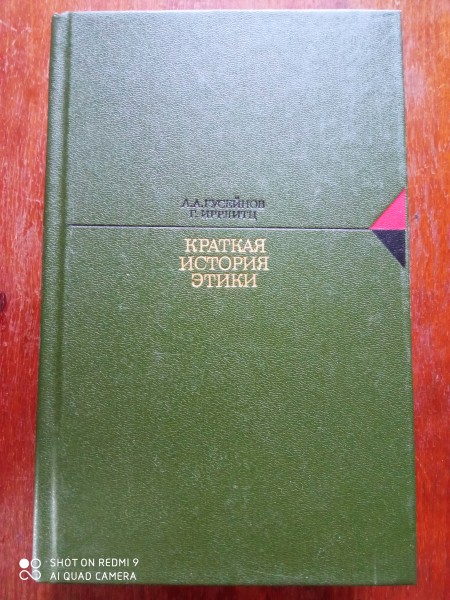 А.А.ГУСЕЙНОВ
Г. ИРРЛИТЦ
КРАТКАЯ
ИСТОРИЯ
ЭТИКИ
SHOT ON REDMI 9
AI QUAD CAMERA